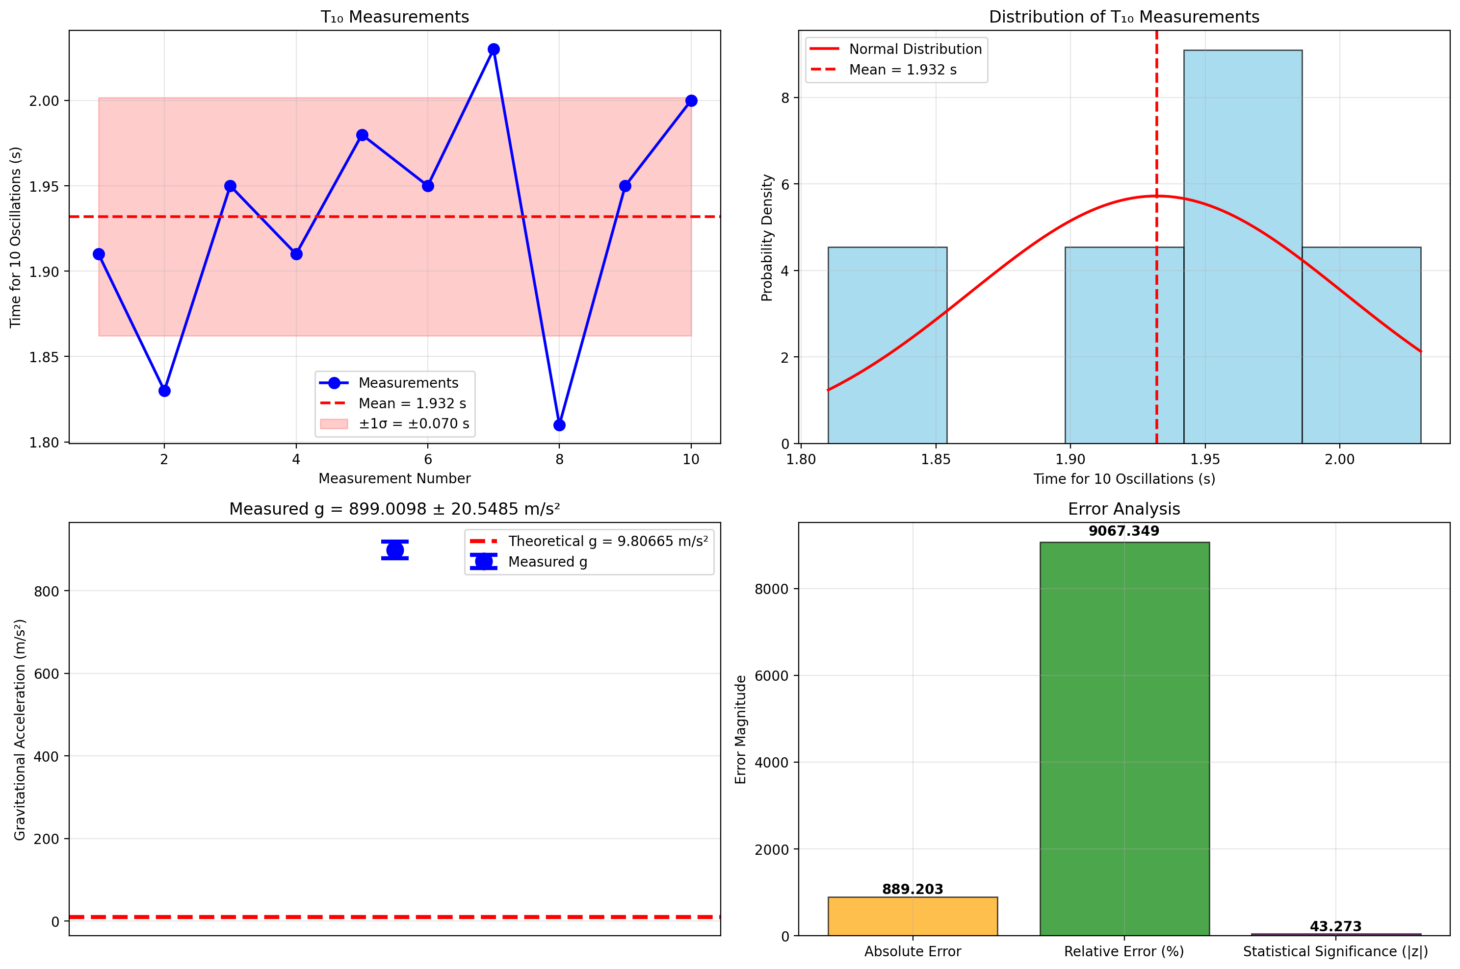 T₁₀ Measurements
Time for 10 Oscillations (s)
2.00
1.95
1.90
1.85
1.80
Measurements
Mean = 1.932 s
±1σ = ±0.070 s
2 4 6 8 10
Measurement Number
Distribution of T₁₀ Measurements
Probability Density
8
6
4
2
0
Normal Distribution
Mean = 1.932 s
1.80 1.85 1.90 1.95 2.00
Time for 10 Oscillations (s)
Measured g = 899.0098 ± 20.5485 m/s²
Gravitational Acceleration (m/s²)
800
600
400
200
0
Theoretical g = 9.80665 m/s²
Measured g
Error Analysis
Error Magnitude
8000
6000
4000
2000
0
889.203
9067.349
43.273
Absolute Error Relative Error (%) Statistical Significance (|z|)